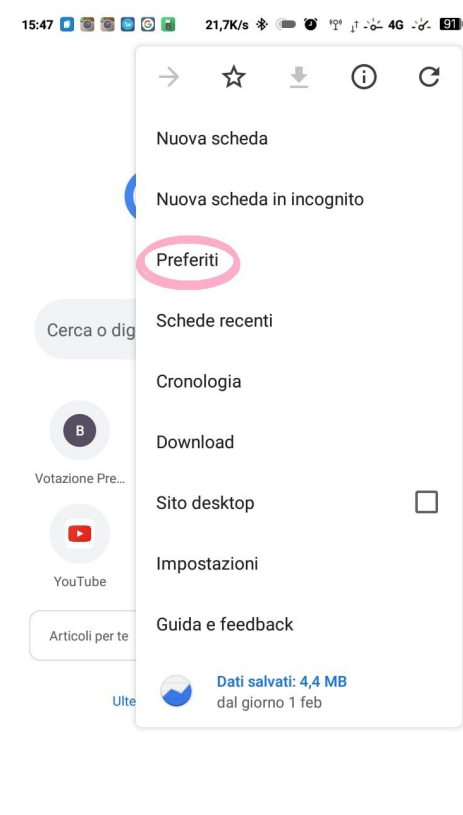 15:47 21,7K/s 4G 91
Nuova scheda
Nuova scheda in incognito
Preferiti
Schede recenti
Cerca o dig
Cronologia
B
Download
Votazione Pre...
Sito desktop
Impostazioni
YouTube
Guida e feedback
Articoli per te
Dati salvati: 4,4 MB
Ulte
dal giorno 1 feb